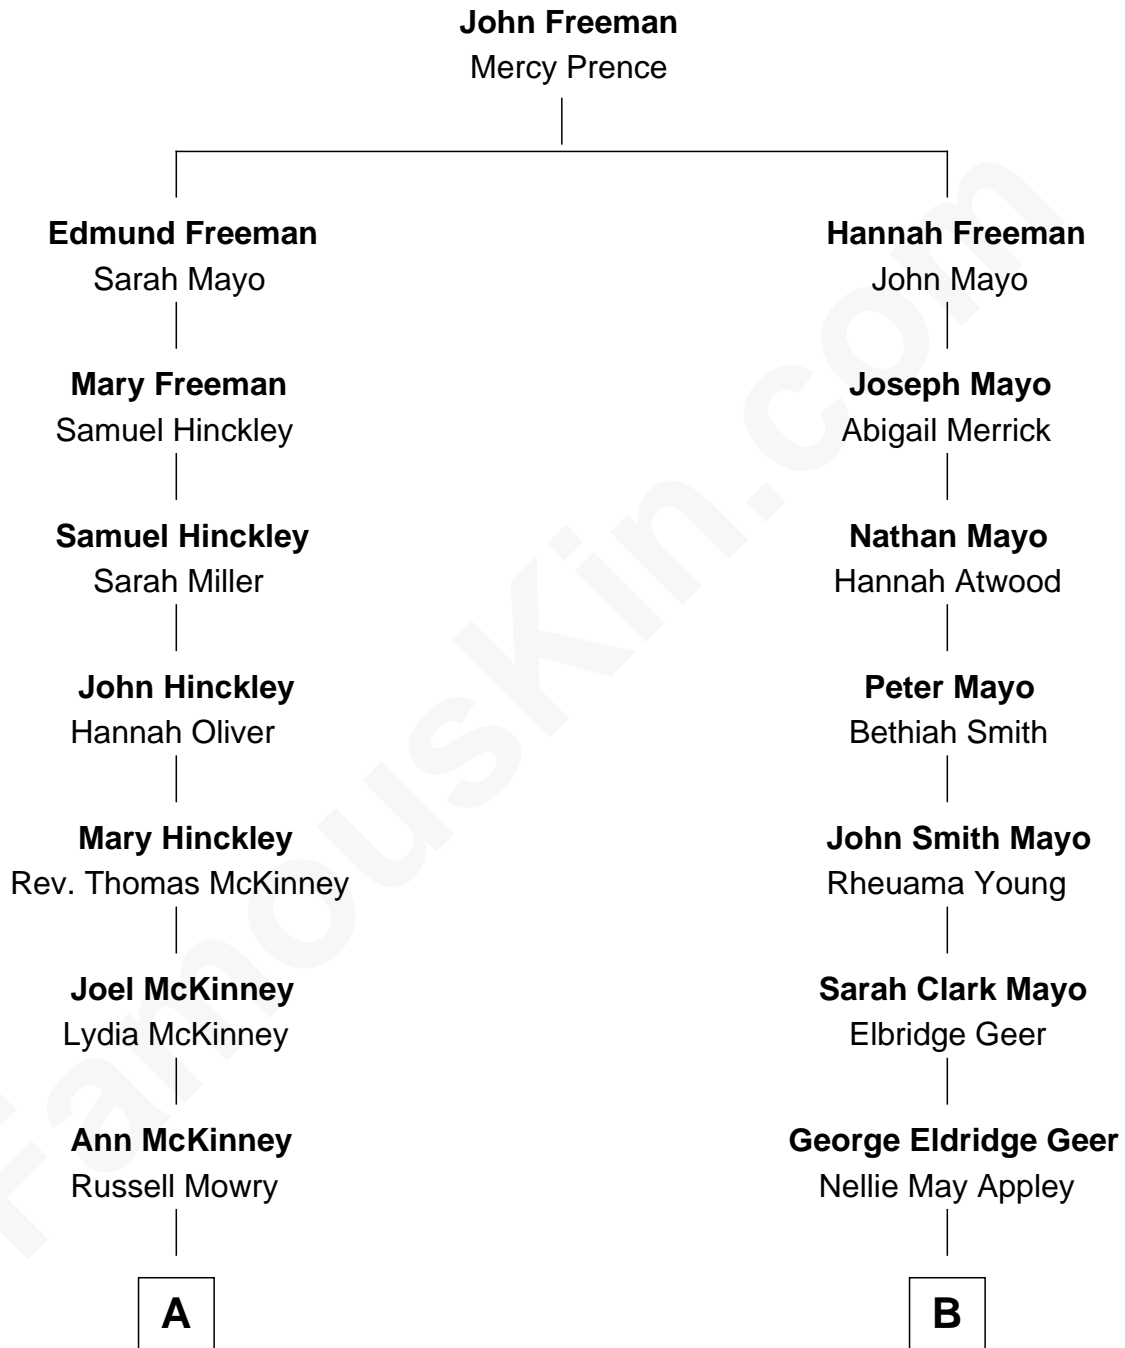 John Freeman
Mercy Prence
Edmund Freeman
Sarah Mayo
Hannah Freeman
John Mayo
Mary Freeman
Samuel Hinckley
Joseph Mayo
Abigail Merrick
Samuel Hinckley
Sarah Miller
Nathan Mayo
Hannah Atwood
John Hinckley
Hannah Oliver
Peter Mayo
Bethiah Smith
Mary Hinckley
Rev. Thomas McKinney
John Smith Mayo
Rheuama Young
Joel McKinney
Lydia McKinney
Sarah Clark Mayo
Elbridge Geer
Ann McKinney
Russell Mowry
George Eldridge Geer
Nellie May Appley
A
B
FamousKin.com